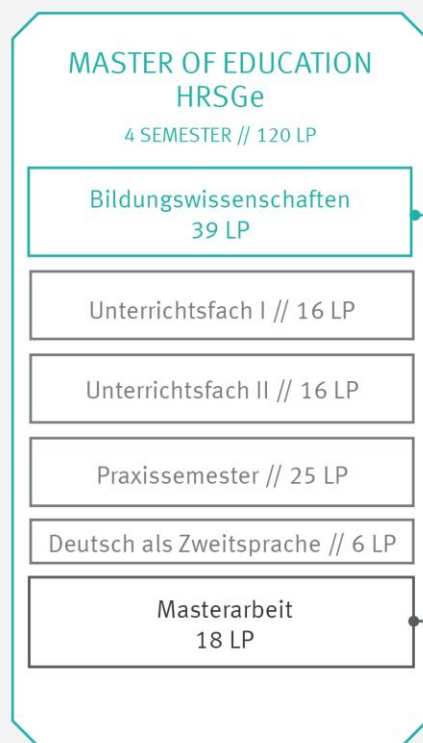 MASTER OF EDUCATION
HRSGe
4 SEMESTER // 120 LP
Bildungswissenschaften
39 LP
Unterrichtsfach I // 16 LP
Unterrichtsfach II // 16 LP
Praxissemester // 25 LP
Deutsch als Zweitsprache // 6 LP
Masterarbeit
18 LP